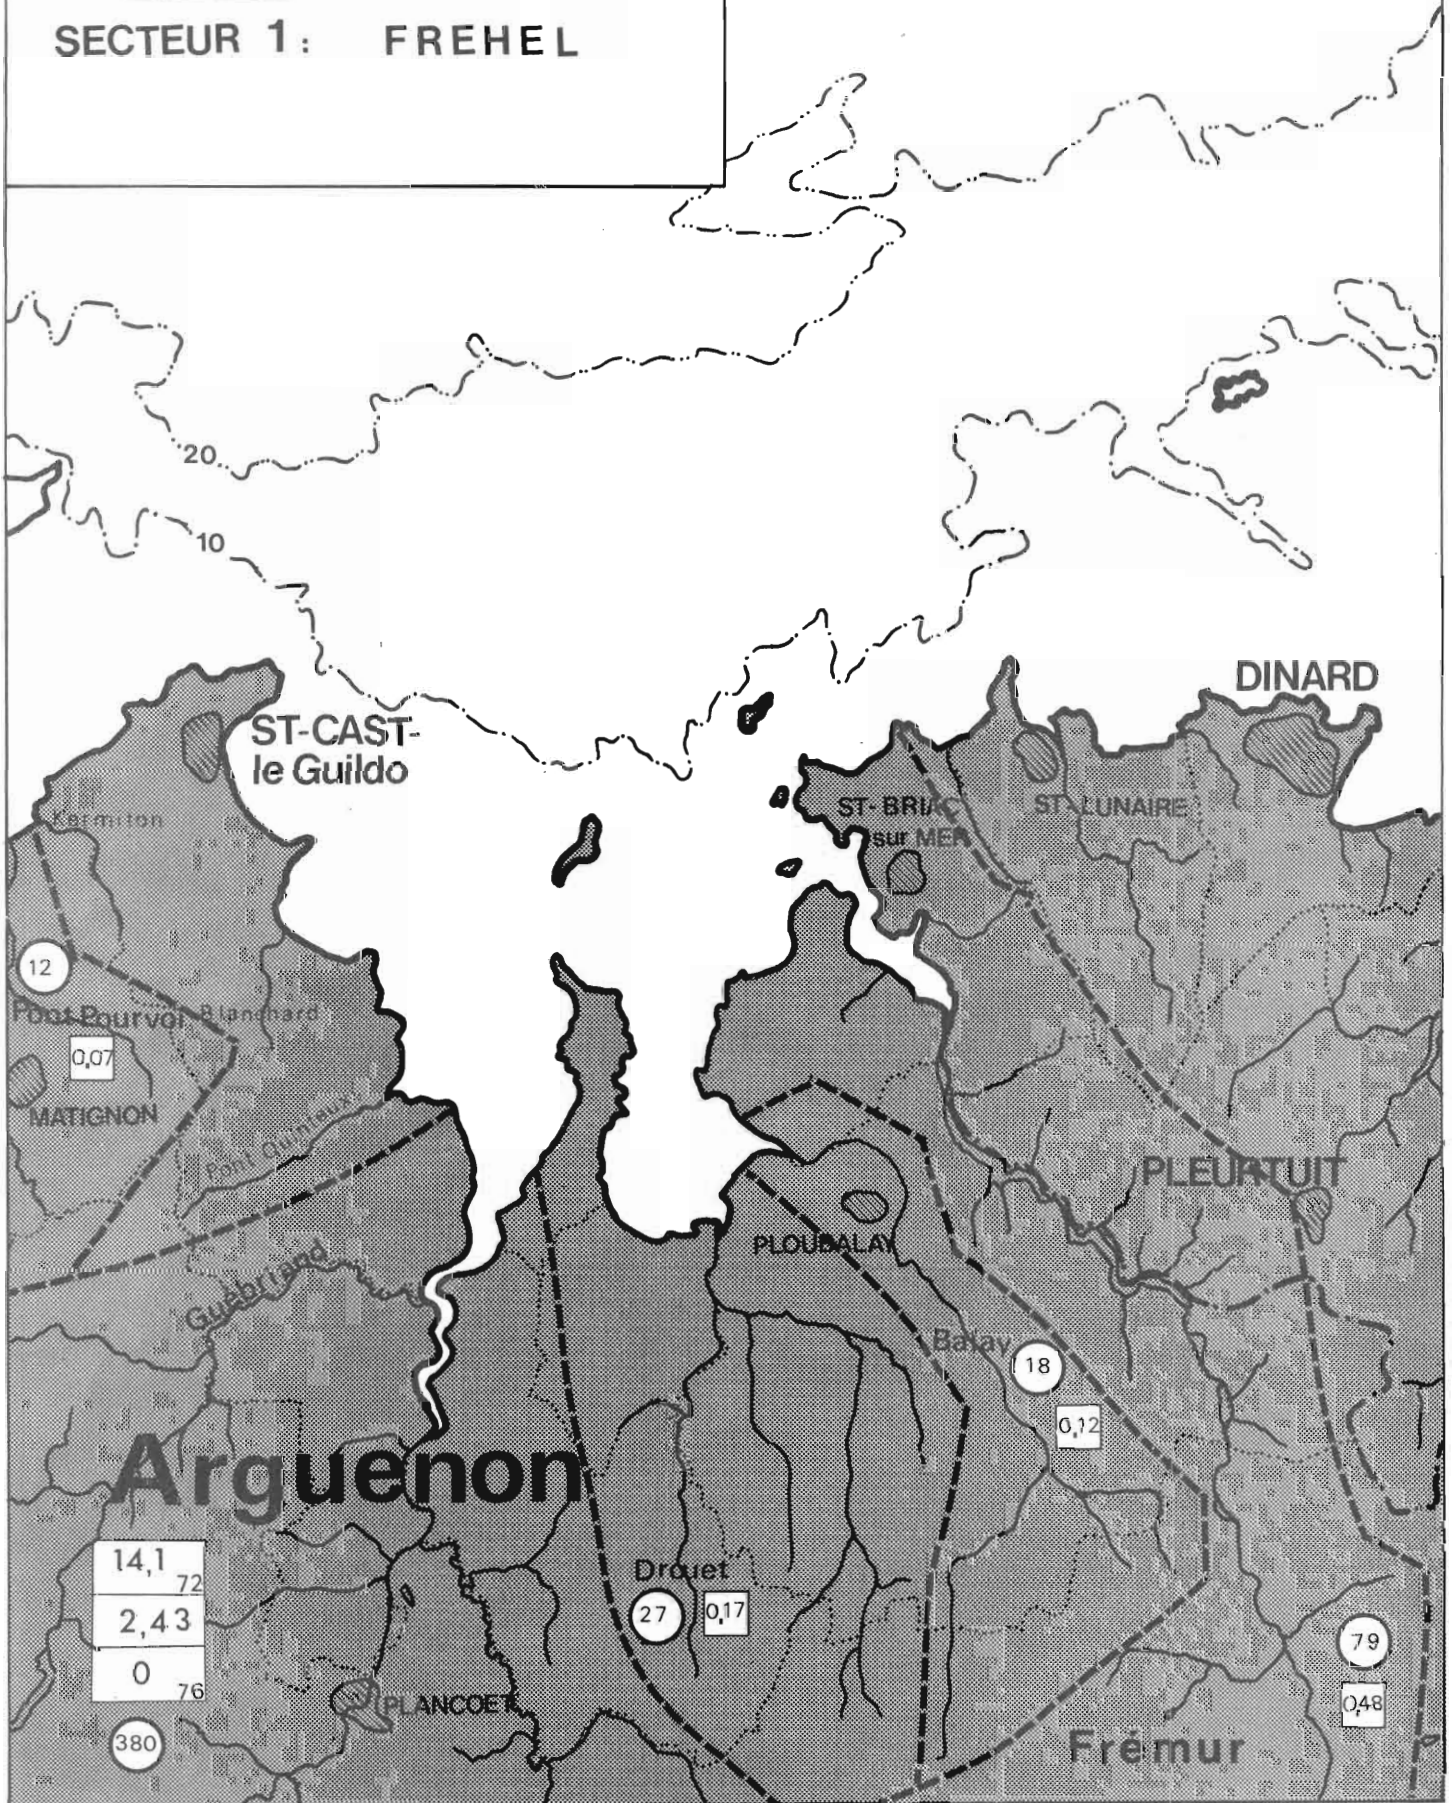 SECTEUR 1: FREHEL
20
10
DINARD
ST-CAST-
le Guildo
ST-BRIAC
sur MER
ST-LUNAIRE
Kermiton
12
Pont Pourvoi
Blanchard
0,07
MATIGNON
Pont Quinteux
PLEURTUIT
PLOUBALAY
Guébriand
Balay
18
0,12
Arguenon
14,1
72
2,43
0
76
380
Drouet
27
0,17
79
0,48
PLANCOET
Frémur